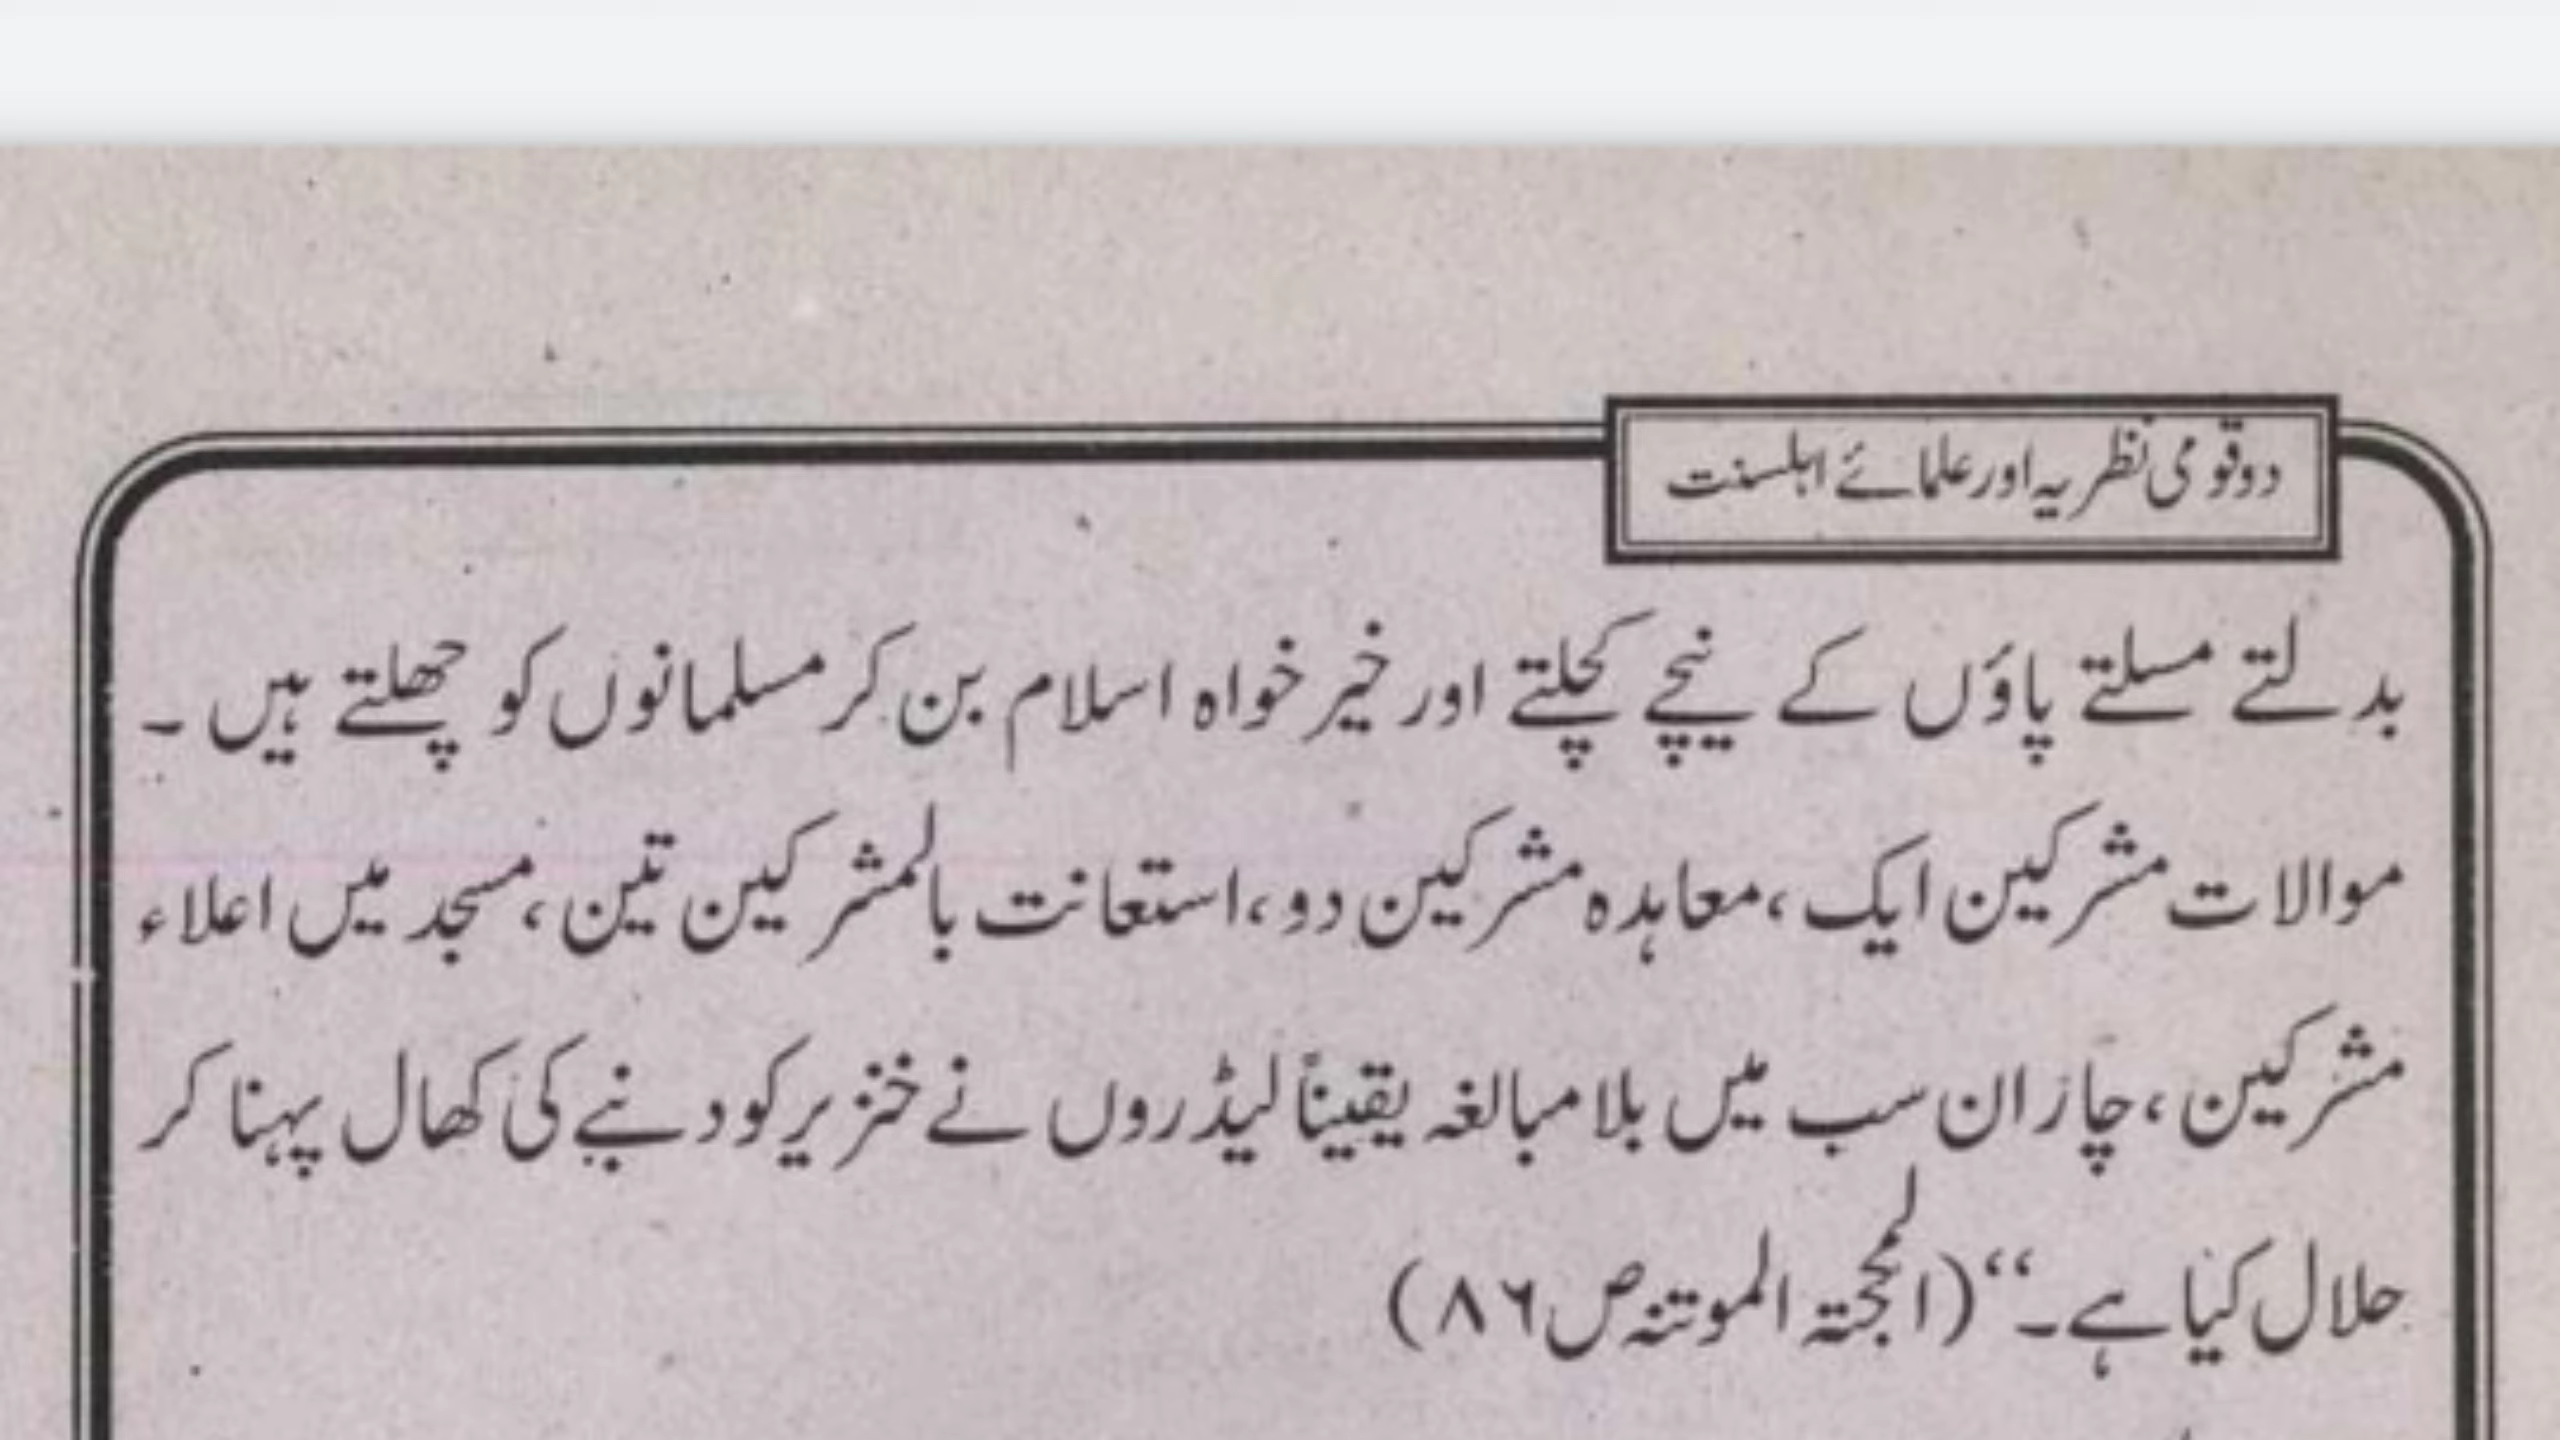 دو قومی نظریہ اور علمائے اہلسنت
بدلتے مسلتے پاؤں کے نیچے کچلتے اور خیر خواہ اسلام بن کر مسلمانوں کو چھلتے ہیں ۔
موالات مشرکین ایک ، معاہدہ مشرکین دو ، استعانت بالمشرکین تین ، مسجد میں اعلاء
مشرکین ، چار ان سب میں بلا مبالغہ یقیناً لیڈروں نے خنزیر کو دنبے کی کھال پہنا کر
حلال کیا ہے ۔‘‘ (المحجتہ الموتنہ ص ۸۶)